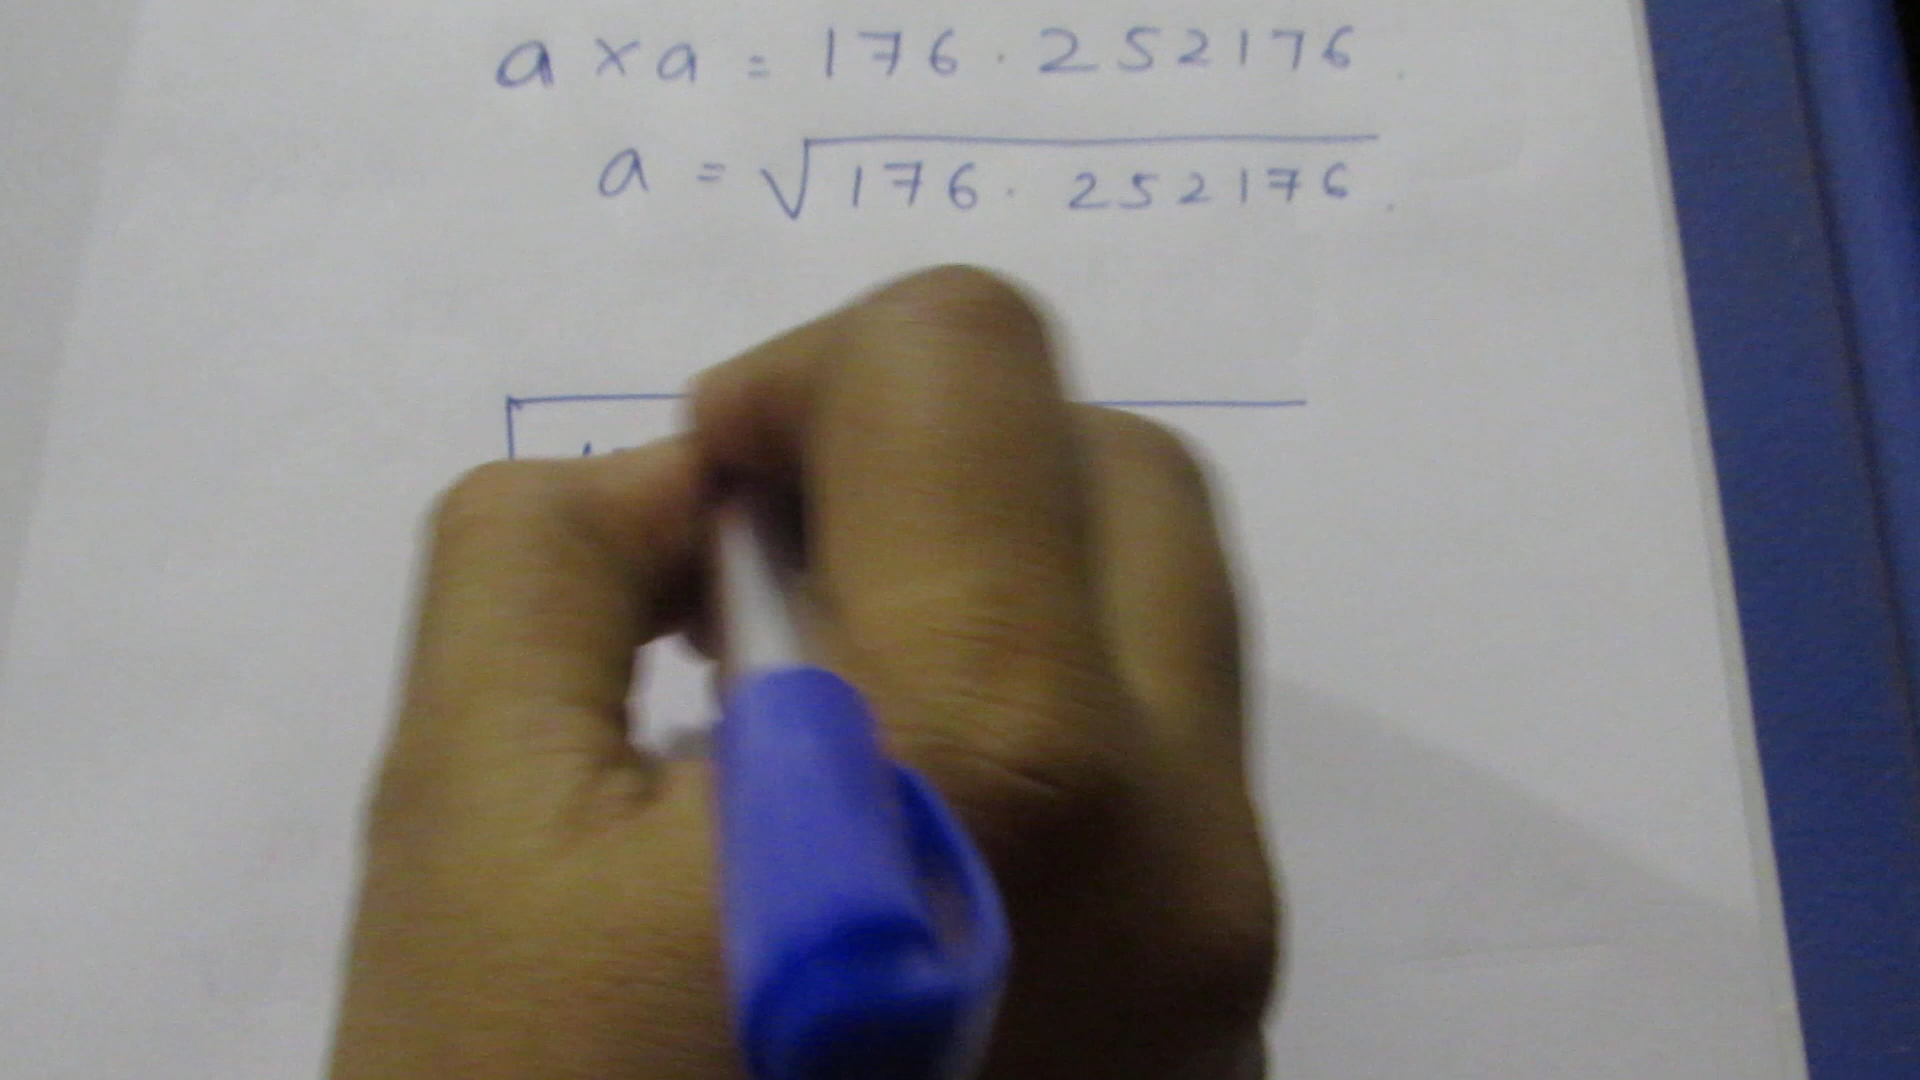 a × a = 176.252176.
a = √176.252176.